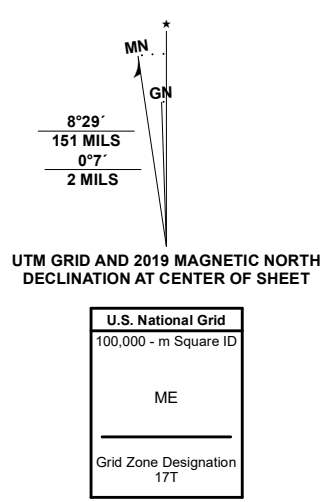 ★
MN
GN
8°29´
151 MILS
0°7´
2 MILS
UTM GRID AND 2019 MAGNETIC NORTH
DECLINATION AT CENTER OF SHEET
U.S. National Grid
100,000 - m Square ID
ME
Grid Zone Designation
17T